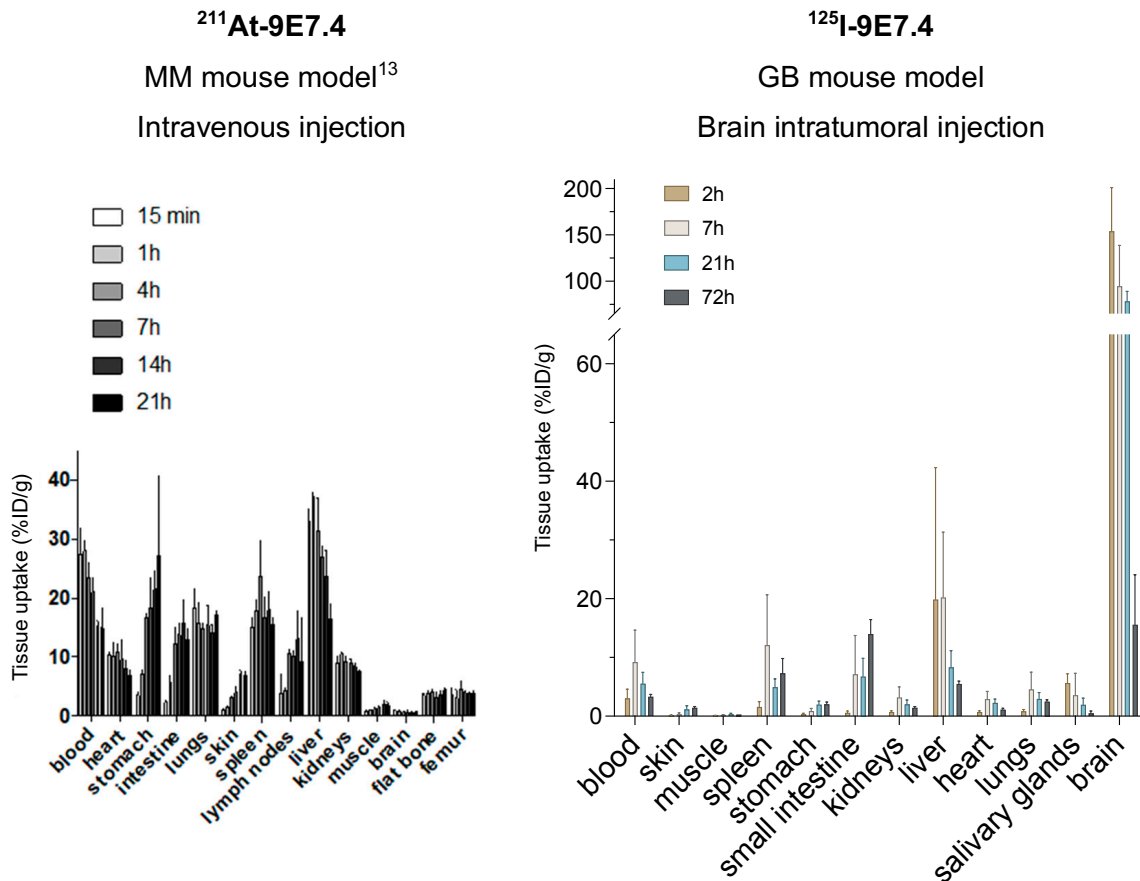 ²¹¹At-9E7.4
MM mouse model¹³
Intravenous injection
15 min
1h
4h
7h
14h
21h
Tissue uptake (%ID/g)
40
30
20
10
0
blood
heart
stomach
intestine
lungs
skin
spleen
lymph nodes
liver
kidneys
muscle
brain
flat bone
femur
¹²⁵I-9E7.4
GB mouse model
Brain intratumoral injection
2h
7h
21h
72h
Tissue uptake (%ID/g)
200
150
100
60
40
20
0
blood
skin
muscle
spleen
stomach
small intestine
kidneys
liver
heart
lungs
salivary glands
brain